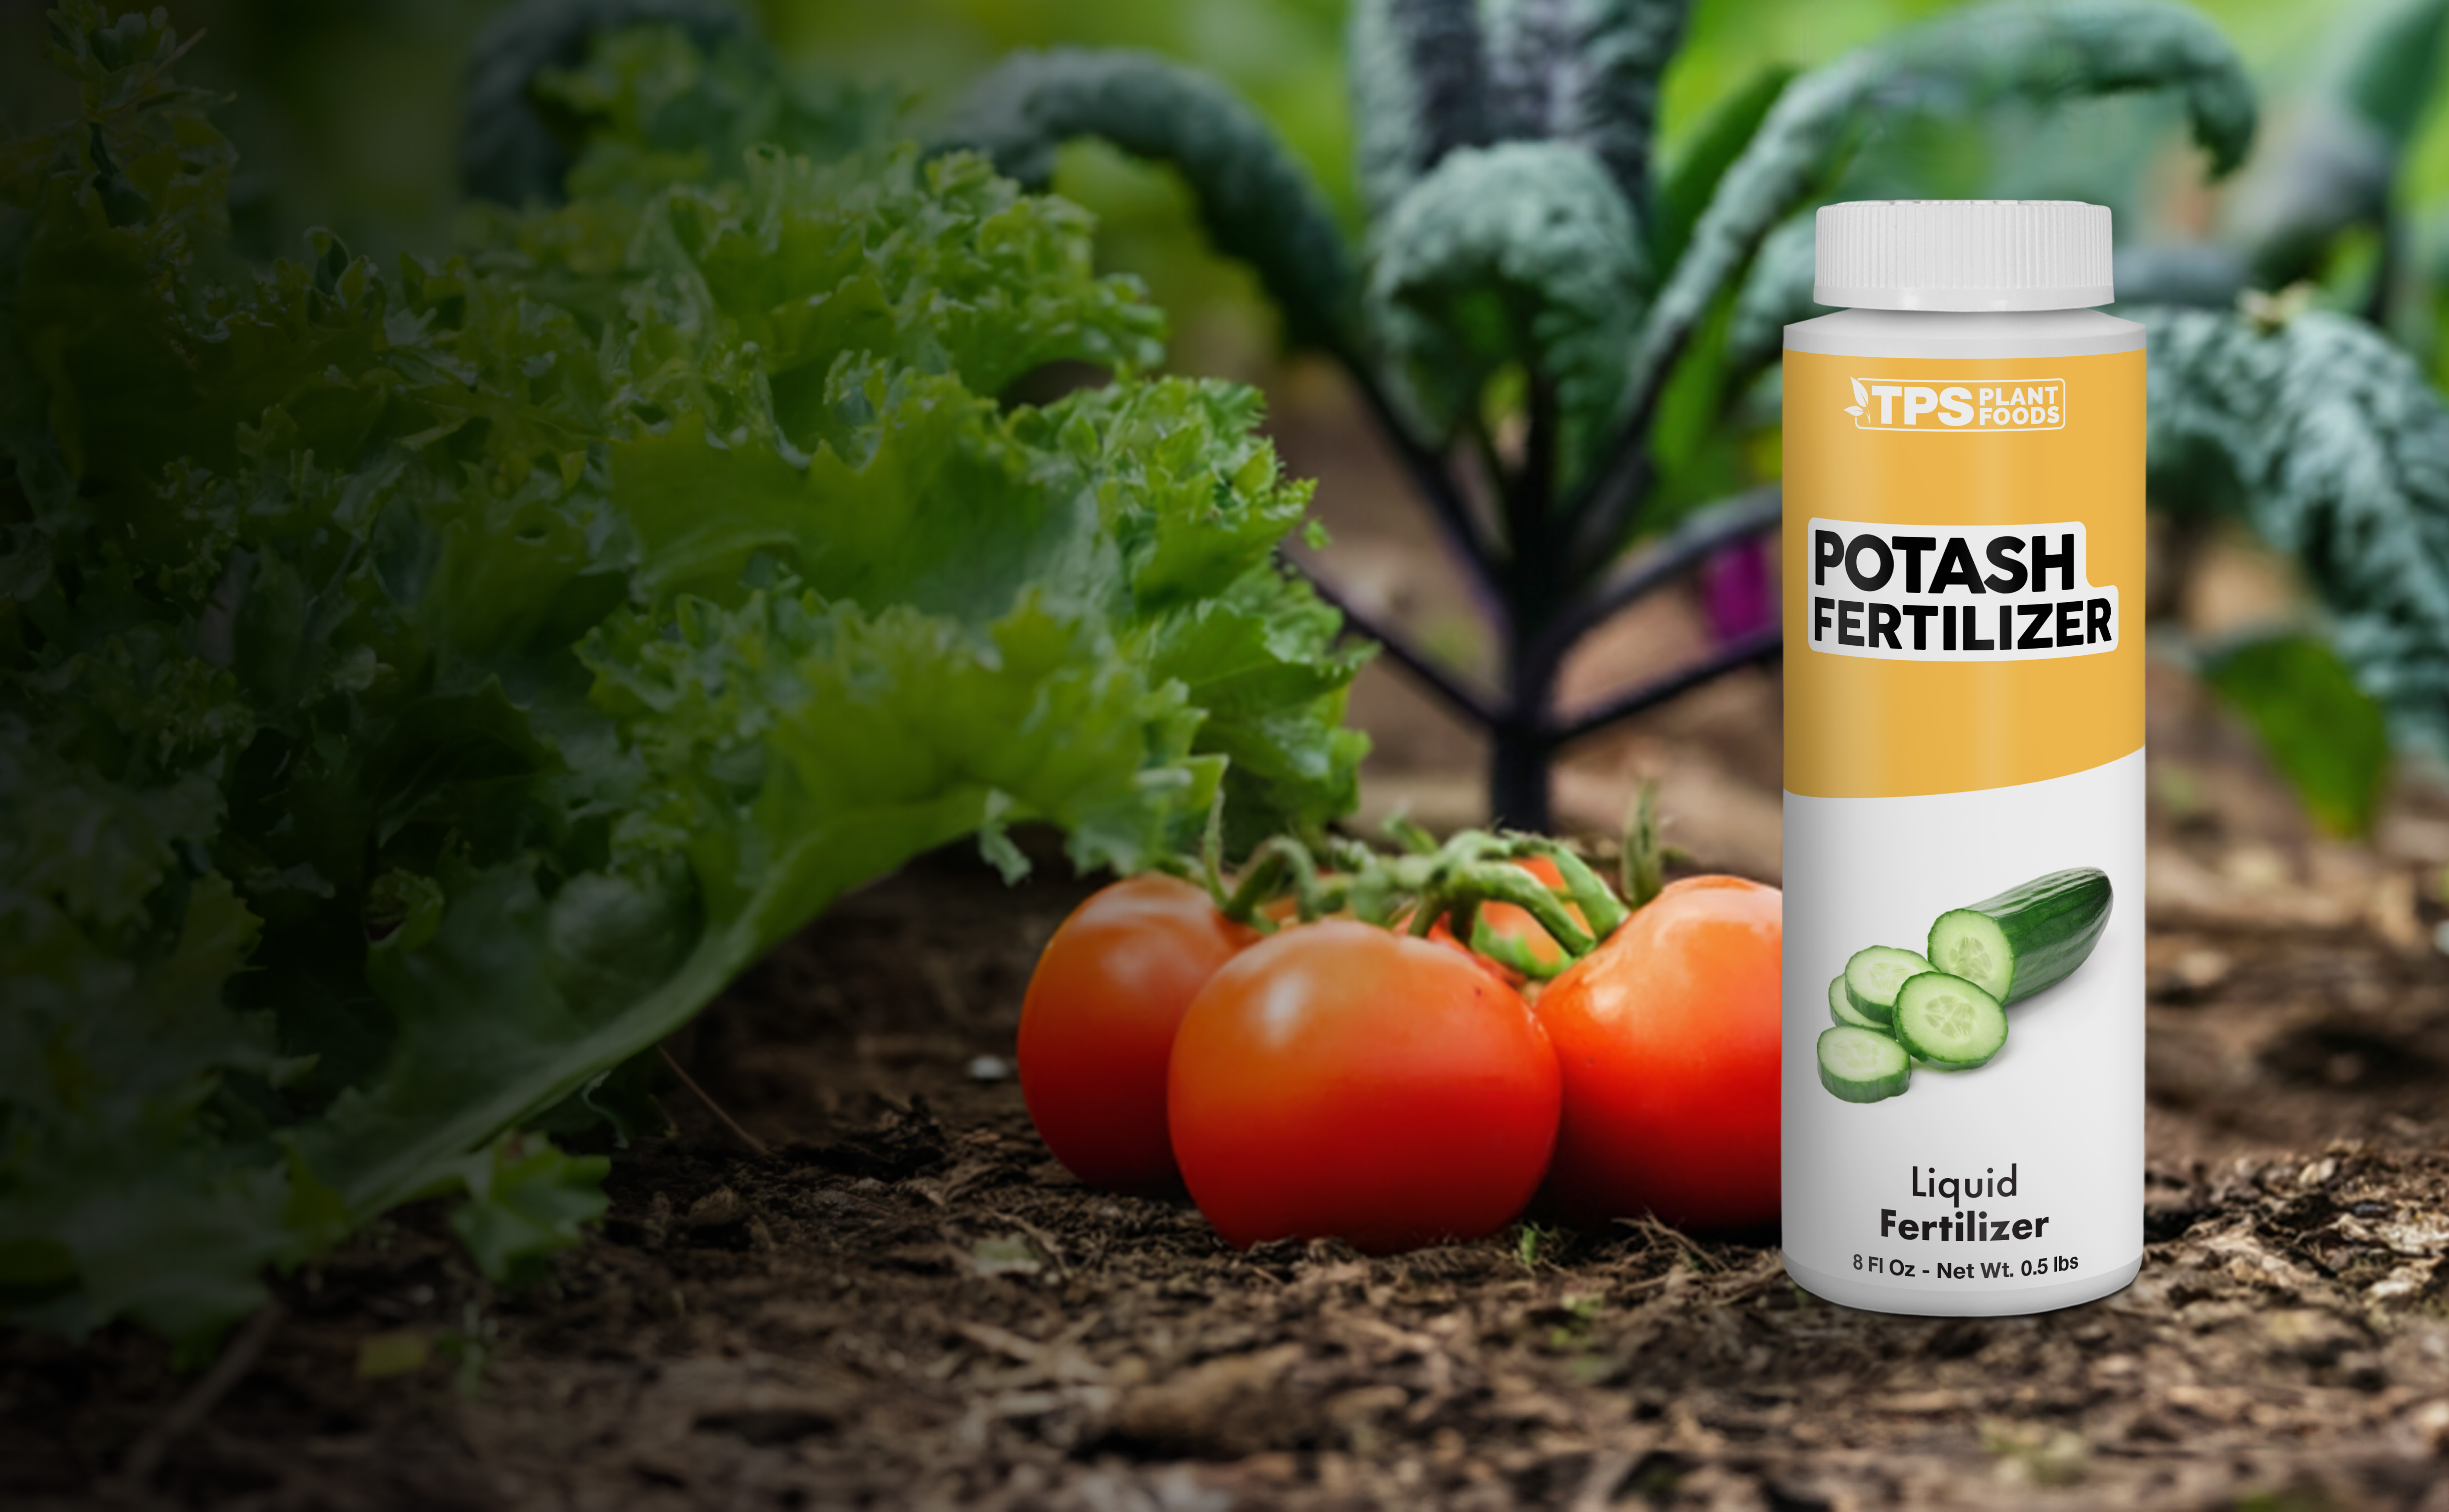 TPS PLANT FOODS
POTASH
FERTILIZER
Liquid
Fertilizer
8 Fl Oz - Net Wt. 0.5 lbs